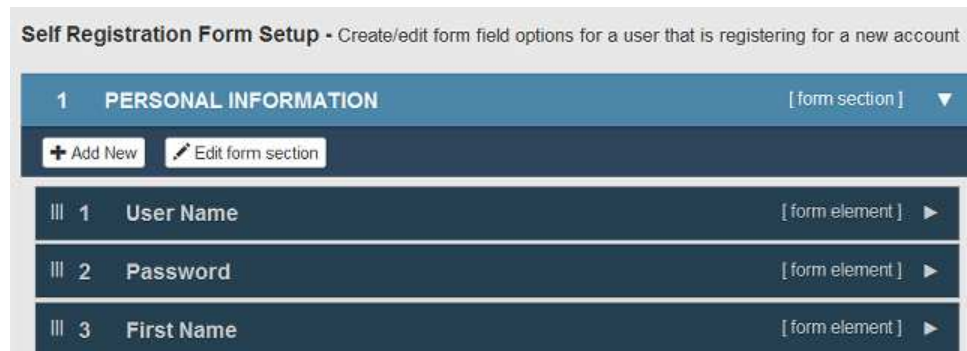 Self Registration Form Setup - Create/edit form field options for a user that is registering for a new account
1 PERSONAL INFORMATION [ form section ]
Add New Edit form section
1 User Name [ form element ]
2 Password [ form element ]
3 First Name [ form element ]